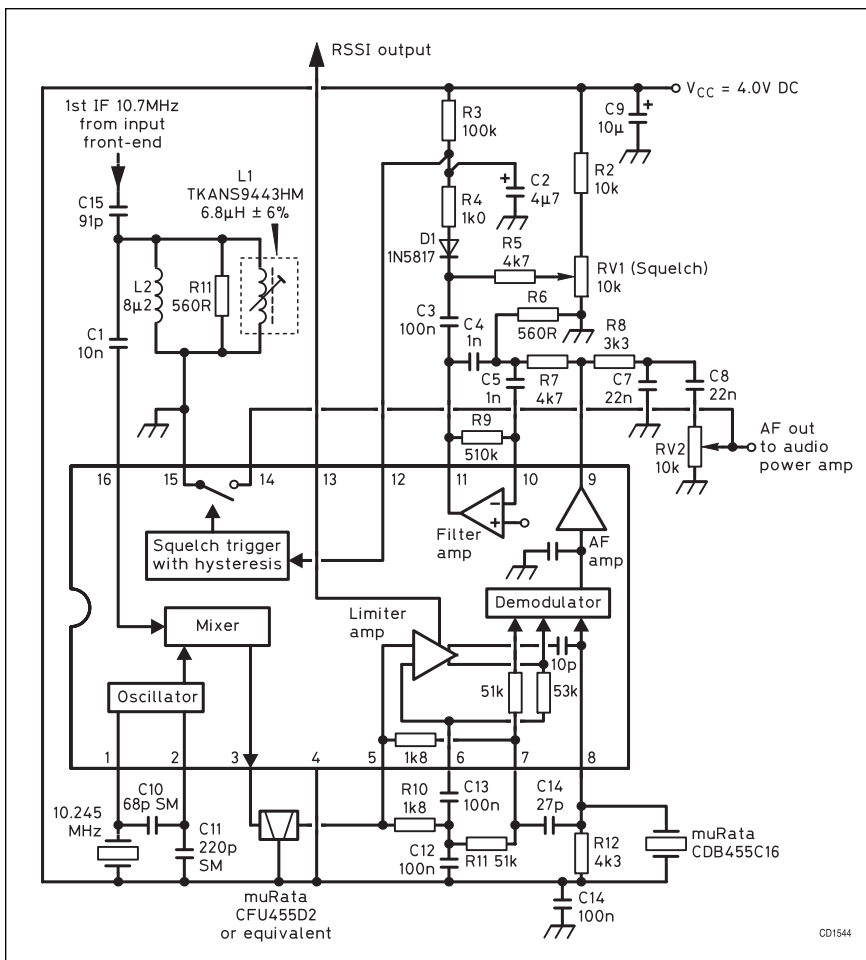 RSSI output
VCC = 4.0V DC
1st IF 10.7MHz
from input
front-end
R3
100k
C9
10µ
+
L1
TKANS9443HM
6.8µH ± 6%
C15
91p
R4
1k0
+
C2
4µ7
R2
10k
D1
1N5817
R5
4k7
RV1 (Squelch)
10k
L2
8µ2
R11
560R
C1
10n
C3
100n
C4
1n
R6
560R
R8
3k3
C5
1n
R7
4k7
C7
22n
C8
22n
R9
510k
RV2
10k
AF out
to audio
power amp
16
15
14
13
12
11
10
9
Squelch trigger
with hysteresis
Filter
amp
−
+
AF
amp
Mixer
Limiter
amp
Demodulator
10p
Oscillator
51k
53k
1k8
1
2
3
4
5
6
7
8
10.245
MHz
C10
68p SM
C11
220p
SM
R10
1k8
C13
100n
C14
27p
C12
100n
R11 51k
R12
4k3
muRata
CDB455C16
muRata
CFU455D2
or equivalent
C14
100n
CD1544